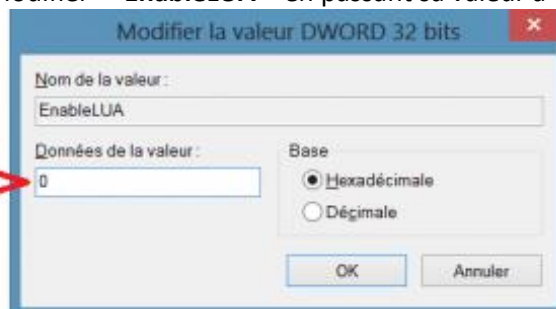 EnableLUA en passant sa valeur à
Modifier la valeur DWORD 32 bits
Nom de la valeur :
EnableLUA
Données de la valeur :
Base
0
Hexadécimale
Décimale
OK
Annuler